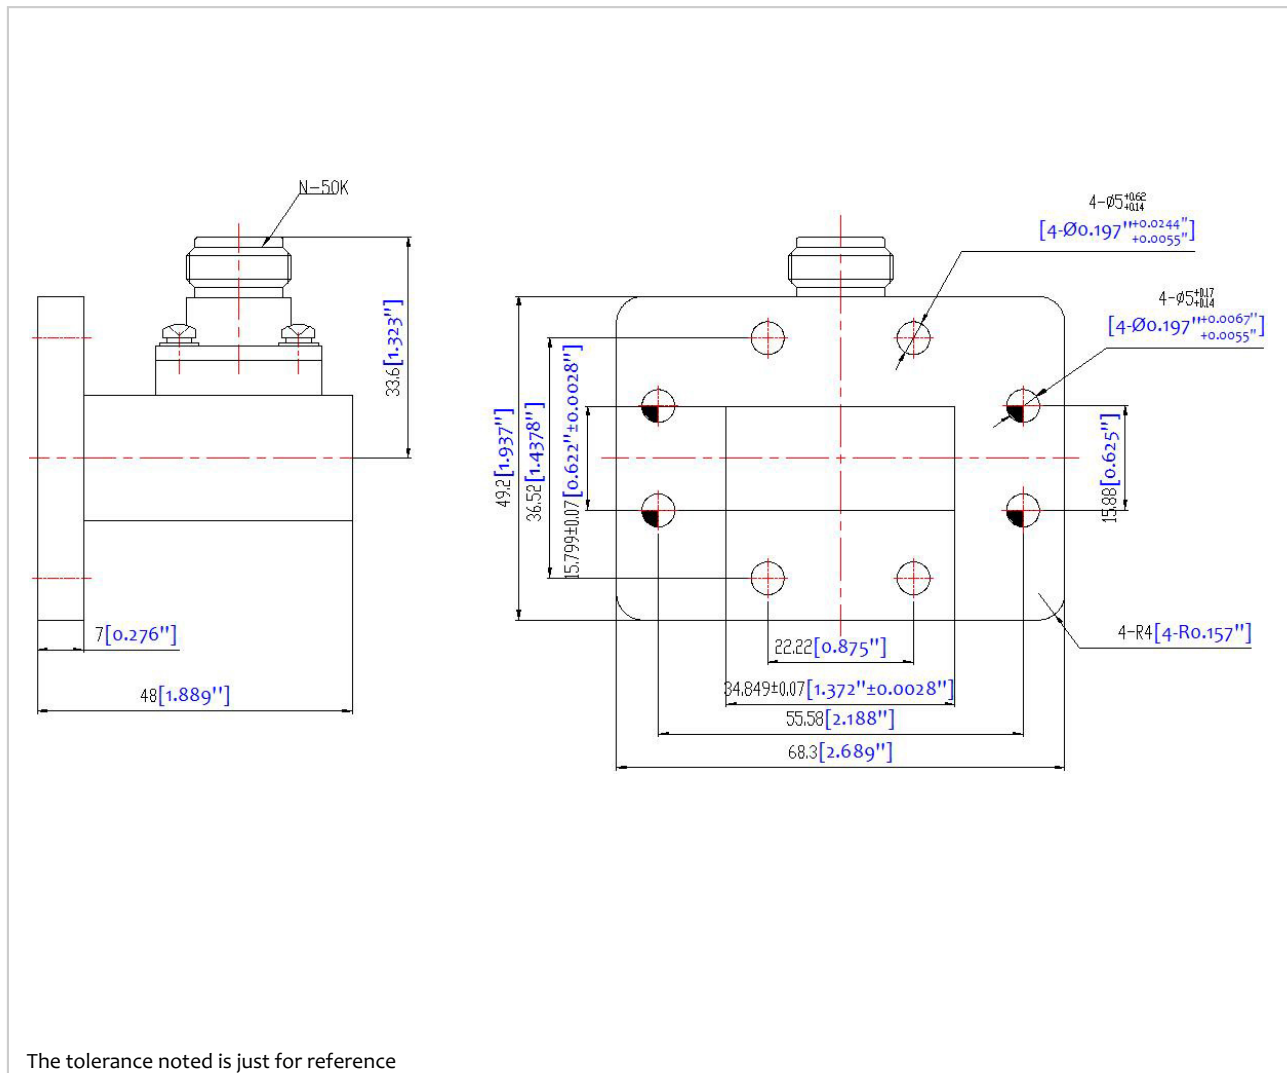 N-50K
33.6[1.323"]
7[0.276"]
48[1.889"]
4-Ø5 +0.62 +0.14
[4-Ø0.197" +0.0244" +0.0055"]
4-Ø5 +0.17 +0.14
[4-Ø0.197" +0.0067" +0.0055"]
49.2[1.937"]
36.52[1.4378"]
15.799±0.07[0.622"±0.0028"]
15.88[0.625"]
4-R4[4-R0.157"]
22.22[0.875"]
34.849±0.07[1.372"±0.0028"]
55.58[2.188"]
68.3[2.689"]
The tolerance noted is just for reference